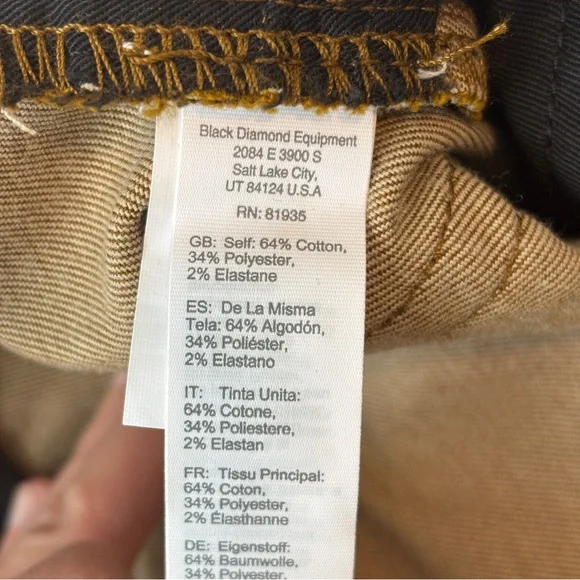 Black Diamond Equipment
2084 E 3900 S
Salt Lake City,
UT 84124 U.S.A
RN: 81935
GB: Self: 64% Cotton,
34% Polyester,
2% Elastane
ES: De La Misma
Tela: 64% Algodón,
34% Poliéster,
2% Elastano
IT: Tinta Unita:
64% Cotone,
34% Poliestere,
2% Elastan
FR: Tissu Principal:
64% Coton,
34% Polyester,
2% Élasthanne
DE: Eigenstoff:
64% Baumwolle,
34% Polyester,